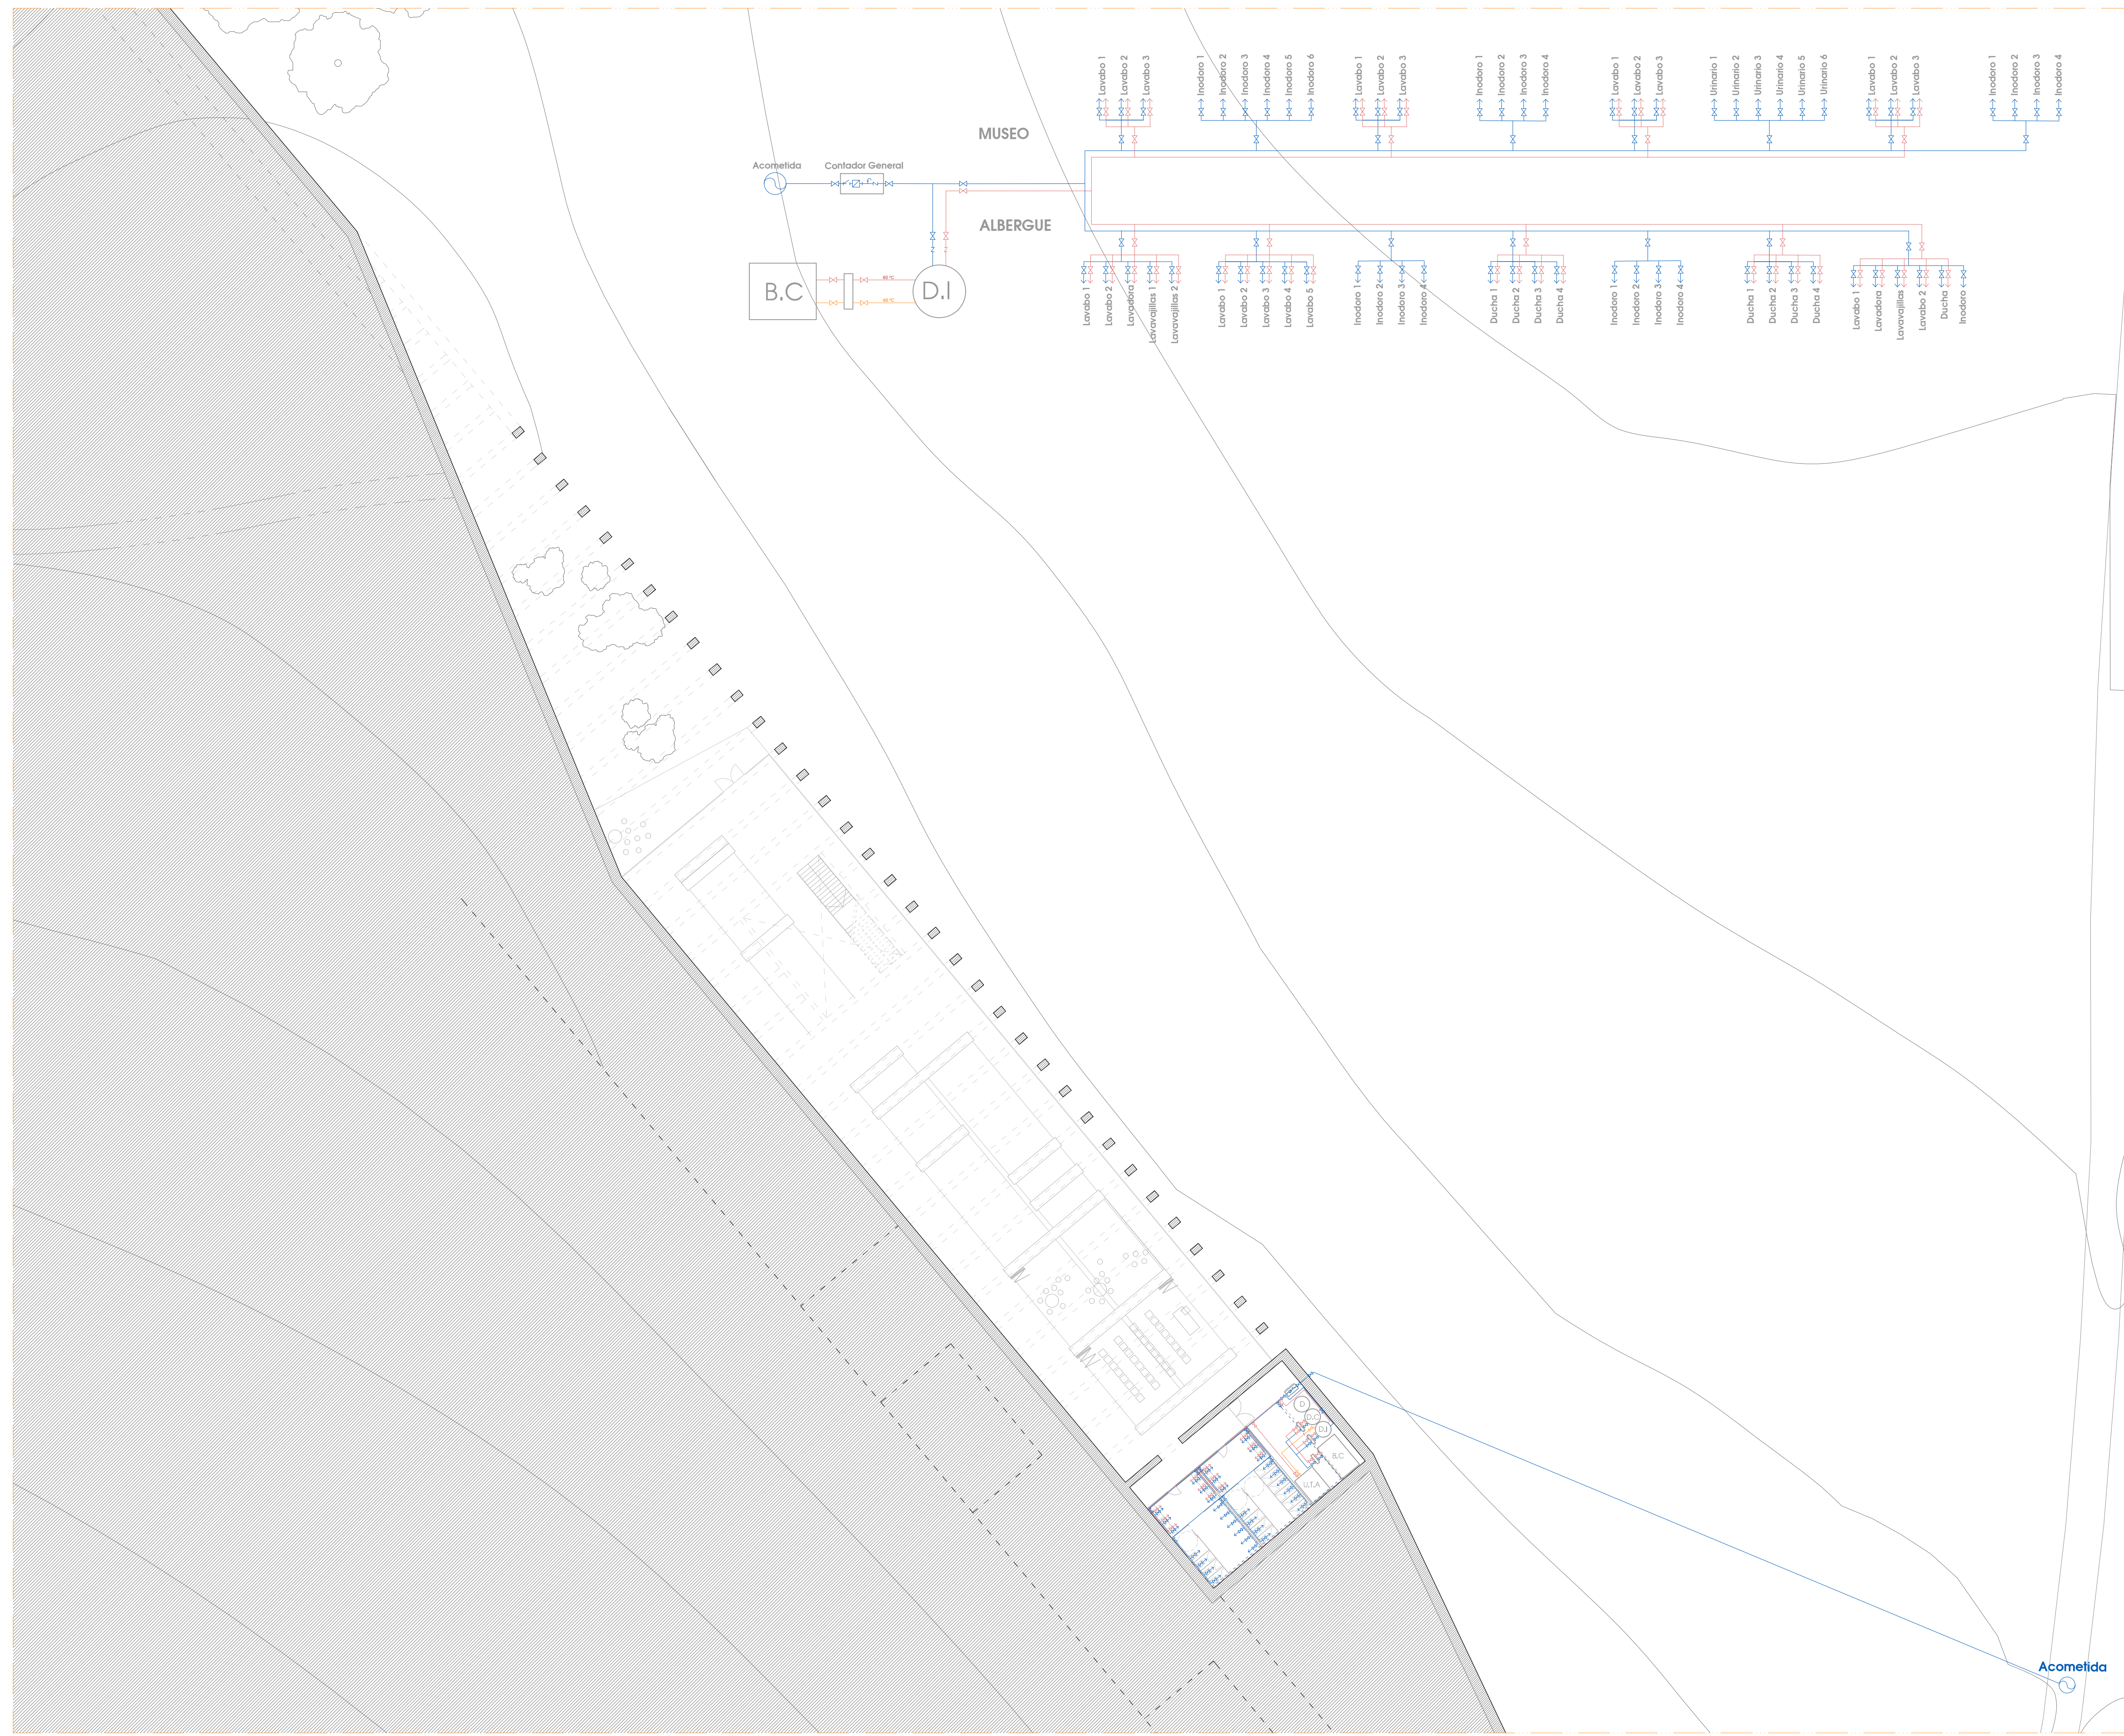 Lavabo 1
Lavabo 2
Lavabo 3
Inodoro 1
Inodoro 2
Inodoro 3
Inodoro 4
Inodoro 5
Inodoro 6
Lavabo 1
Lavabo 2
Lavabo 3
Inodoro 1
Inodoro 2
Inodoro 3
Inodoro 4
Lavabo 1
Lavabo 2
Lavabo 3
Urinario 1
Urinario 2
Urinario 3
Urinario 4
Urinario 5
Urinario 6
Lavabo 1
Lavabo 2
Lavabo 3
Inodoro 1
Inodoro 2
Inodoro 3
Inodoro 4
MUSEO
Acometida
Contador General
ALBERGUE
B.C
80 °C
60 °C
D.I
Lavabo 1
Lavabo 2
Lavadora
Lavavajillas 1
Lavavajillas 2
Lavabo 1
Lavabo 2
Lavabo 3
Lavabo 4
Lavabo 5
Inodoro 1
Inodoro 2
Inodoro 3
Inodoro 4
Ducha 1
Ducha 2
Ducha 3
Ducha 4
Inodoro 1
Inodoro 2
Inodoro 3
Inodoro 4
Ducha 1
Ducha 2
Ducha 3
Ducha 4
Lavabo 1
Lavadora
Lavavajillas
Lavabo 2
Ducha
Inodoro
D
D.C
D.I
B.C
U.T.A
Acometida